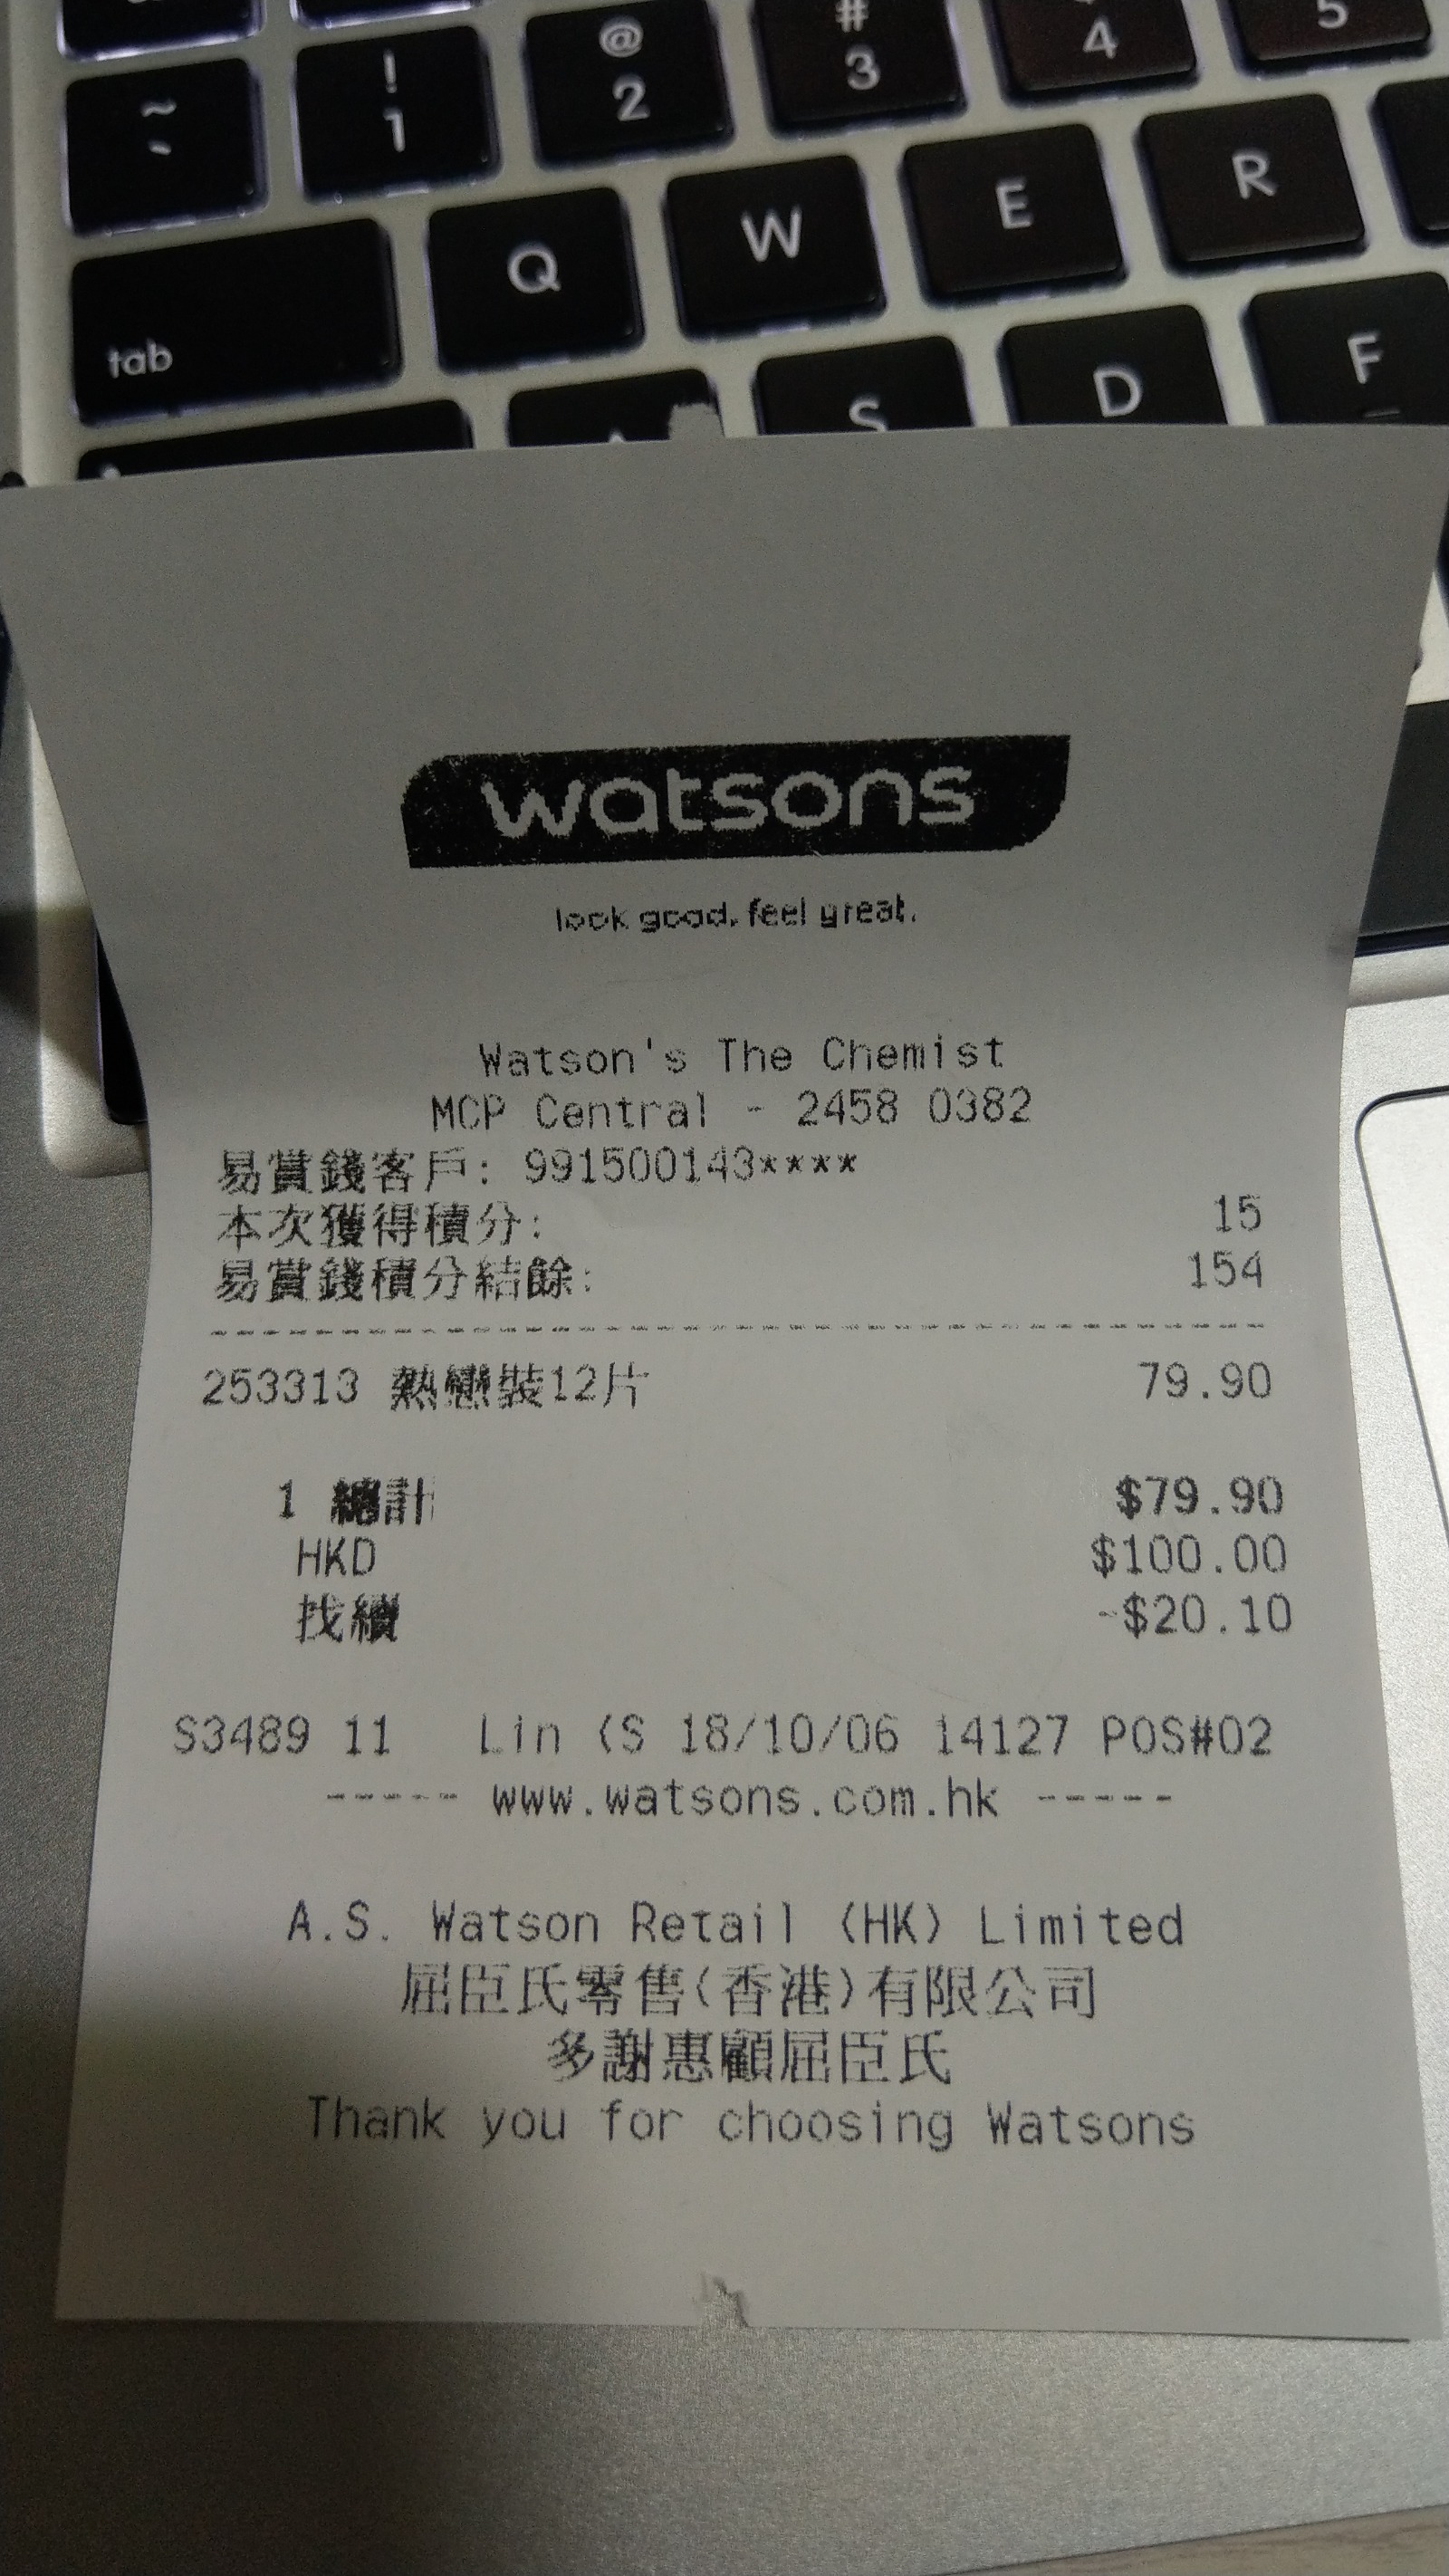 @ # 4 5
~ ! 2 3
` 1
Q W E R
tab
S D F
watsons
look good. feel great.
Watson's The Chemist
MCP Central - 2458 0382
易賞錢客戶: 991500143****
本次獲得積分: 15
易賞錢積分結餘: 154
253313 熱戀裝12片 79.90
1 總計 $79.90
HKD $100.00
找續 -$20.10
S3489 11 Lin (S 18/10/06 14127 POS#02
----- www.watsons.com.hk -----
A.S. Watson Retail (HK) Limited
屈臣氏零售(香港)有限公司
多謝惠顧屈臣氏
Thank you for choosing Watsons